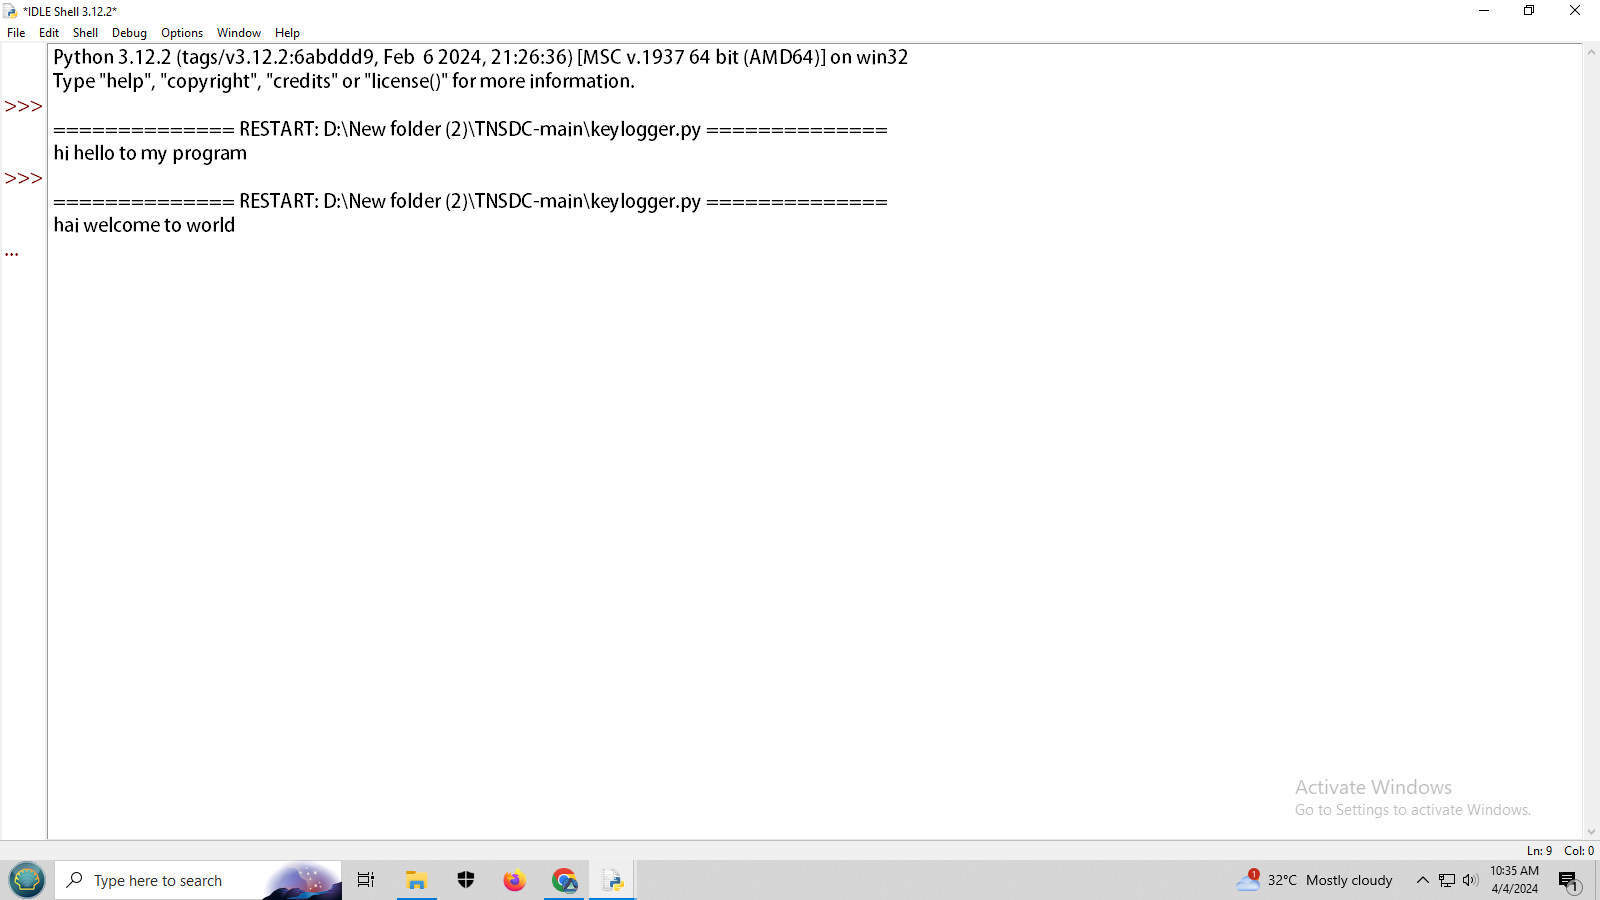 *IDLE Shell 3.12.2*
File Edit Shell Debug Options Window Help
Python 3.12.2 (tags/v3.12.2:6abddd9, Feb  6 2024, 21:26:36) [MSC v.1937 64 bit (AMD64)] on win32
Type "help", "copyright", "credits" or "license()" for more information.
>>>
============== RESTART: D:\New folder (2)\TNSDC-main\keylogger.py ==============
hi hello to my program
>>>
============== RESTART: D:\New folder (2)\TNSDC-main\keylogger.py ==============
hai welcome to world
...
Activate Windows
Go to Settings to activate Windows.
Ln: 9 Col: 0
Type here to search
1
32°C Mostly cloudy
10:35 AM
4/4/2024
1